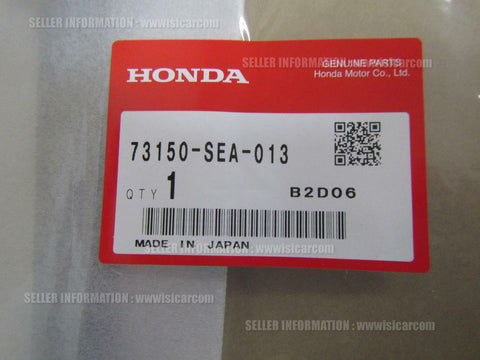 SELLER INFORMATION : wwwisicarcom
SELLER INFORMATION : wwwisicarcom
HONDA
GENUINE PARTS
Honda Motor Co., Ltd.
73150-SEA-013
QTY 1
B2D06
MADE IN JAPAN
SELLER INFORMATION : wwwisicarcom
SELLER INFORMATION : wwwisicarcom